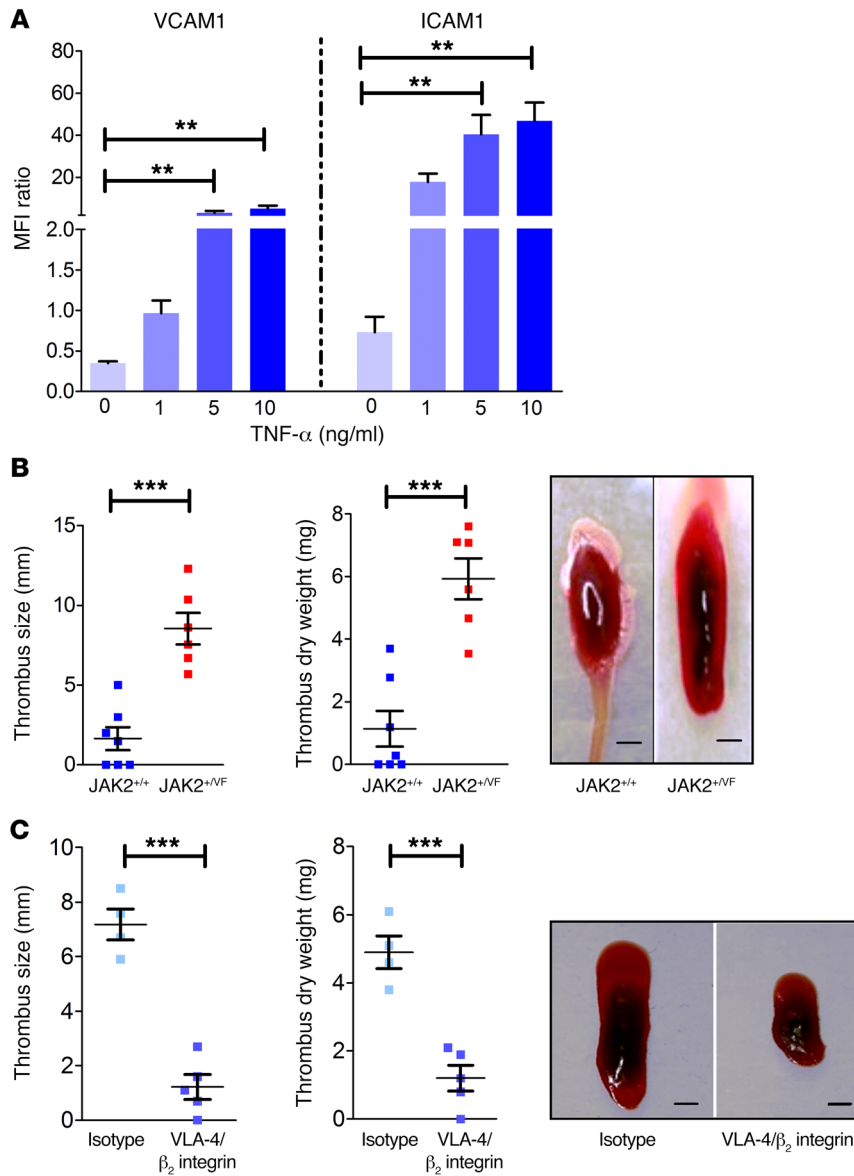 A
VCAM1 ICAM1
MFI ratio
80
60
40
20
2.0
1.5
1.0
0.5
0.0
** ** ** **
0 1 5 10 0 1 5 10
TNF-α (ng/ml)
B
Thrombus size (mm)
15
10
5
0
***
JAK2+/+ JAK2+/VF
Thrombus dry weight (mg)
8
6
4
2
0
***
JAK2+/+ JAK2+/VF
JAK2+/+ JAK2+/VF
C
Thrombus size (mm)
10
8
6
4
2
0
***
Isotype VLA-4/
β2 integrin
Thrombus dry weight (mg)
8
6
4
2
0
***
Isotype VLA-4/
β2 integrin
Isotype VLA-4/β2 integrin